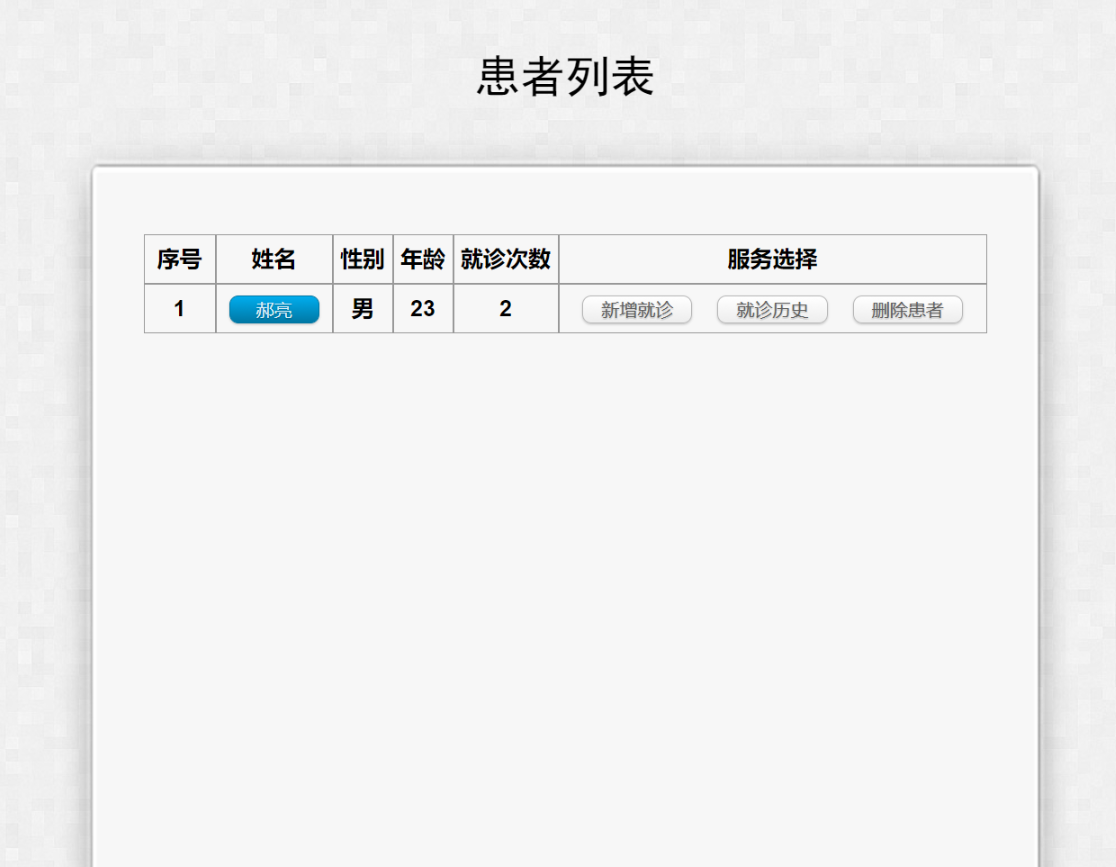 患者列表
序号 姓名 性别 年龄 就诊次数 服务选择
1 郝亮 男 23 2 新增就诊 就诊历史 删除患者